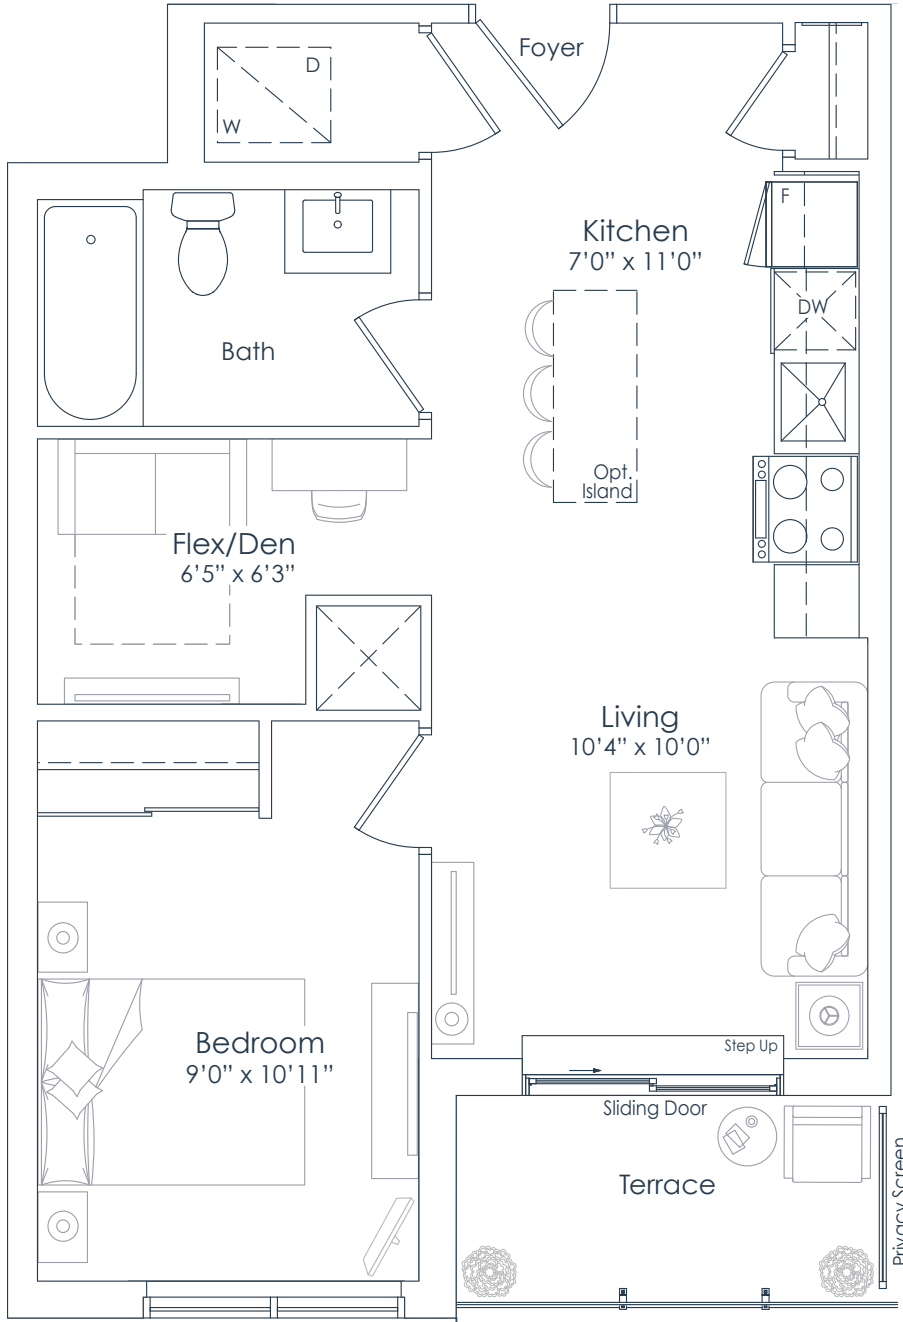 Foyer
D
W
F
Kitchen
7’0” x 11’0”
DW
Bath
Opt.
Island
Flex/Den
6’5” x 6’3”
Living
10’4” x 10’0”
Bedroom
9’0” x 10’11”
Step Up
Sliding Door
Terrace
Privacy Screen